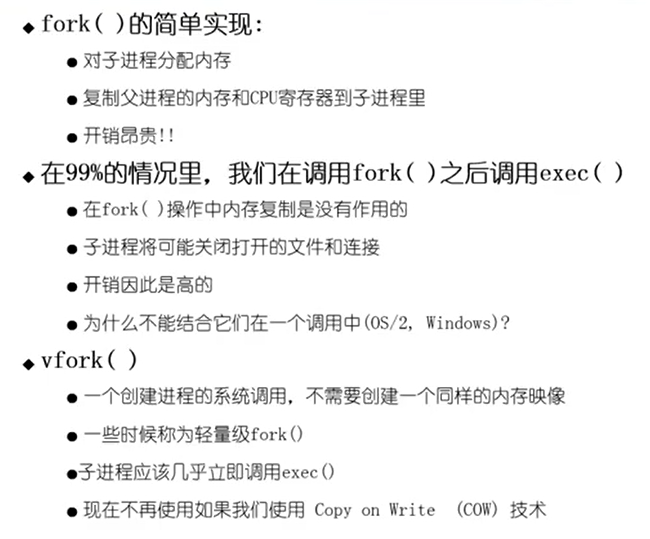 ◆ fork( )的简单实现:
● 对子进程分配内存
● 复制父进程的内存和CPU寄存器到子进程里
● 开销昂贵!!
◆ 在99%的情况里，我们在调用fork( )之后调用exec( )
● 在fork( )操作中内存复制是没有作用的
● 子进程将可能关闭打开的文件和连接
● 开销因此是高的
● 为什么不能结合它们在一个调用中(OS/2, Windows)?
◆ vfork( )
● 一个创建进程的系统调用，不需要创建一个同样的内存映像
● 一些时候称为轻量级fork()
●子进程应该几乎立即调用exec()
● 现在不再使用如果我们使用 Copy on Write （COW) 技术